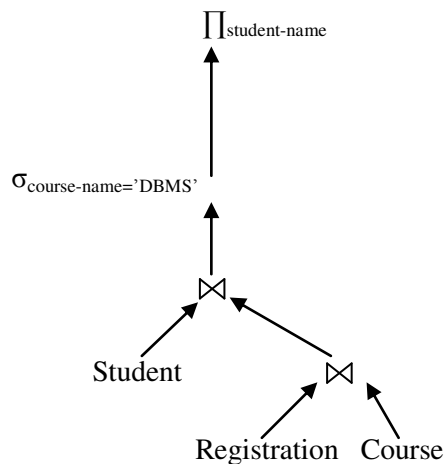 ∏student-name
σcourse-name=’DBMS’
⋈
Student
⋈
Registration Course